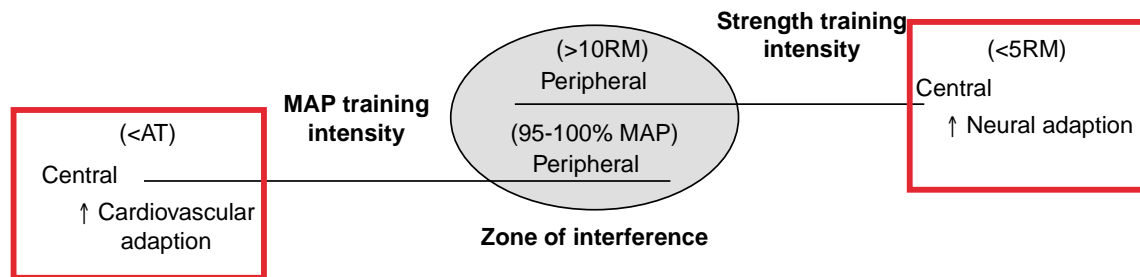 Strength training
intensity
(>10RM)
Peripheral
(<5RM)
Central
↑ Neural adaption
MAP training
intensity
(95-100% MAP)
Peripheral
(<AT)
Central
↑ Cardiovascular
adaption
Zone of interference